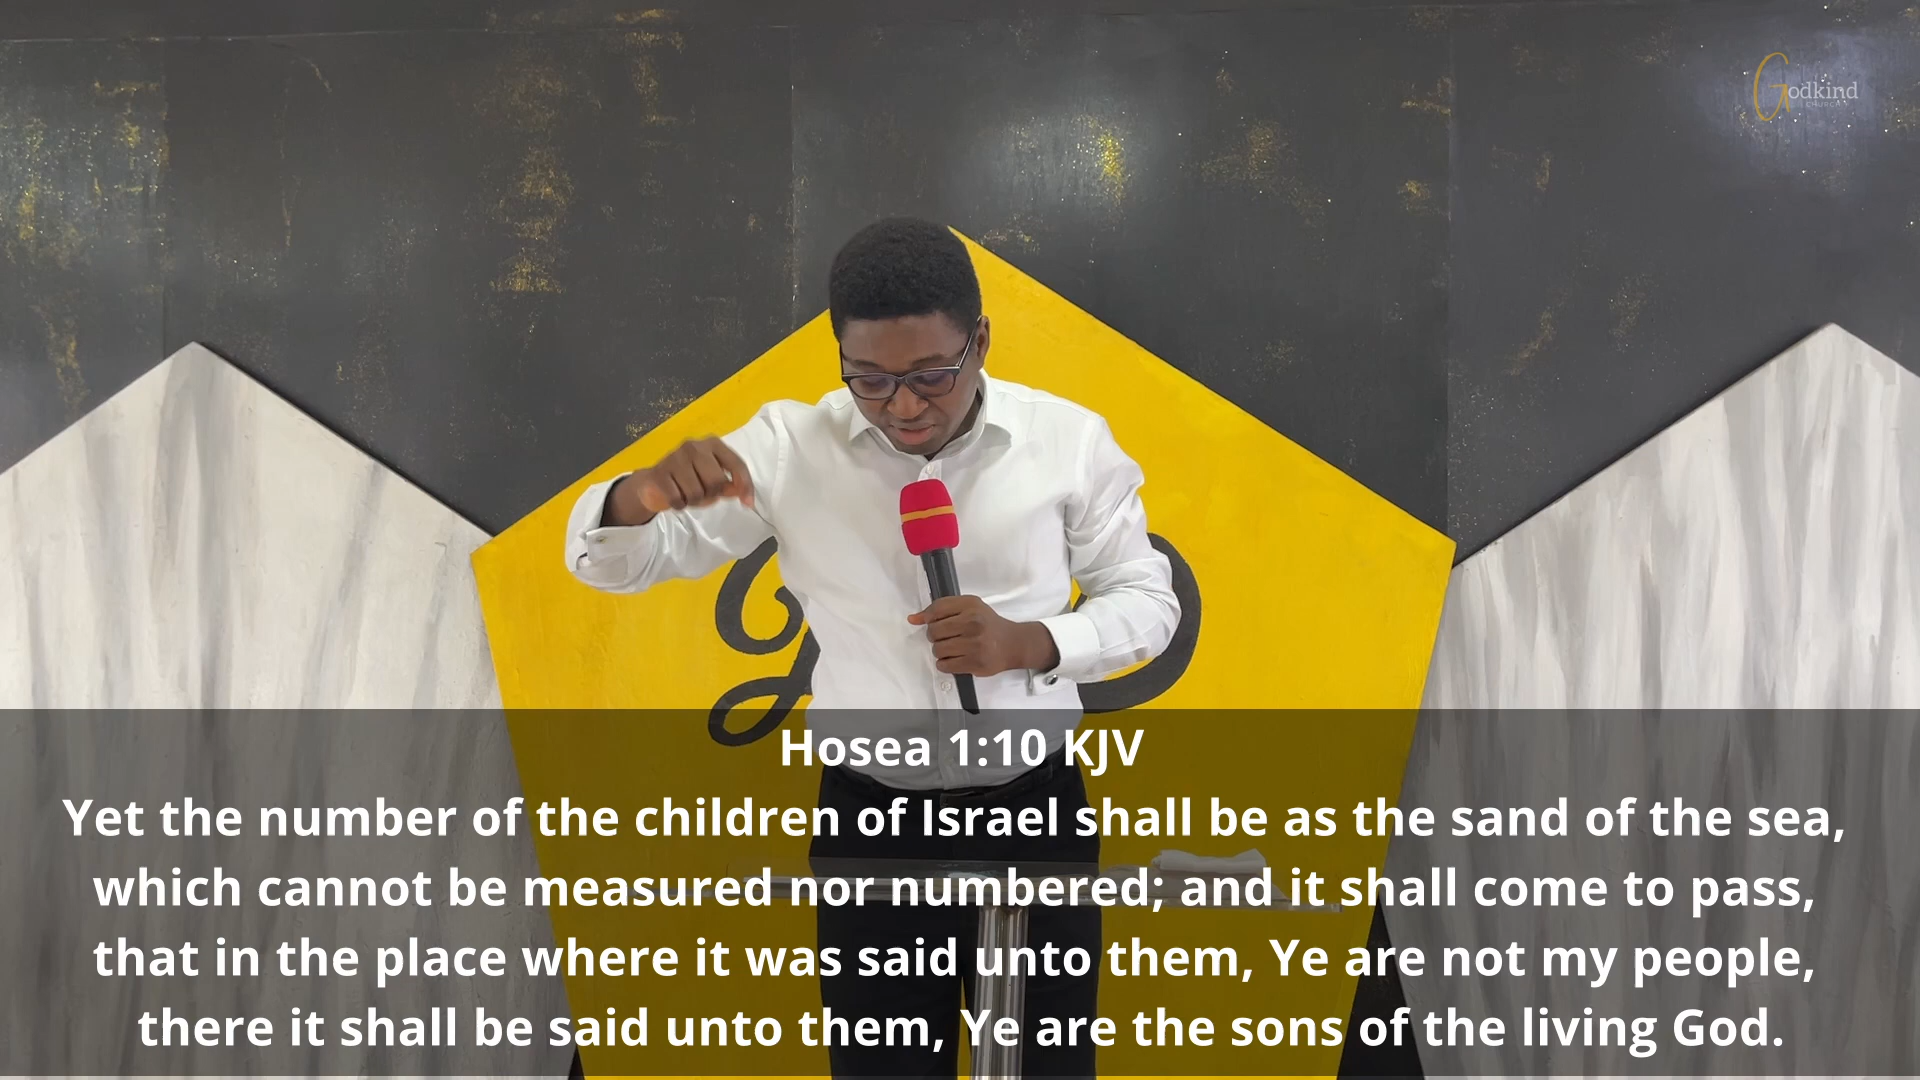 Godkind
CHURCH
Hosea 1:10 KJV
Yet the number of the children of Israel shall be as the sand of the sea,
which cannot be measured nor numbered; and it shall come to pass,
that in the place where it was said unto them, Ye are not my people,
there it shall be said unto them, Ye are the sons of the living God.